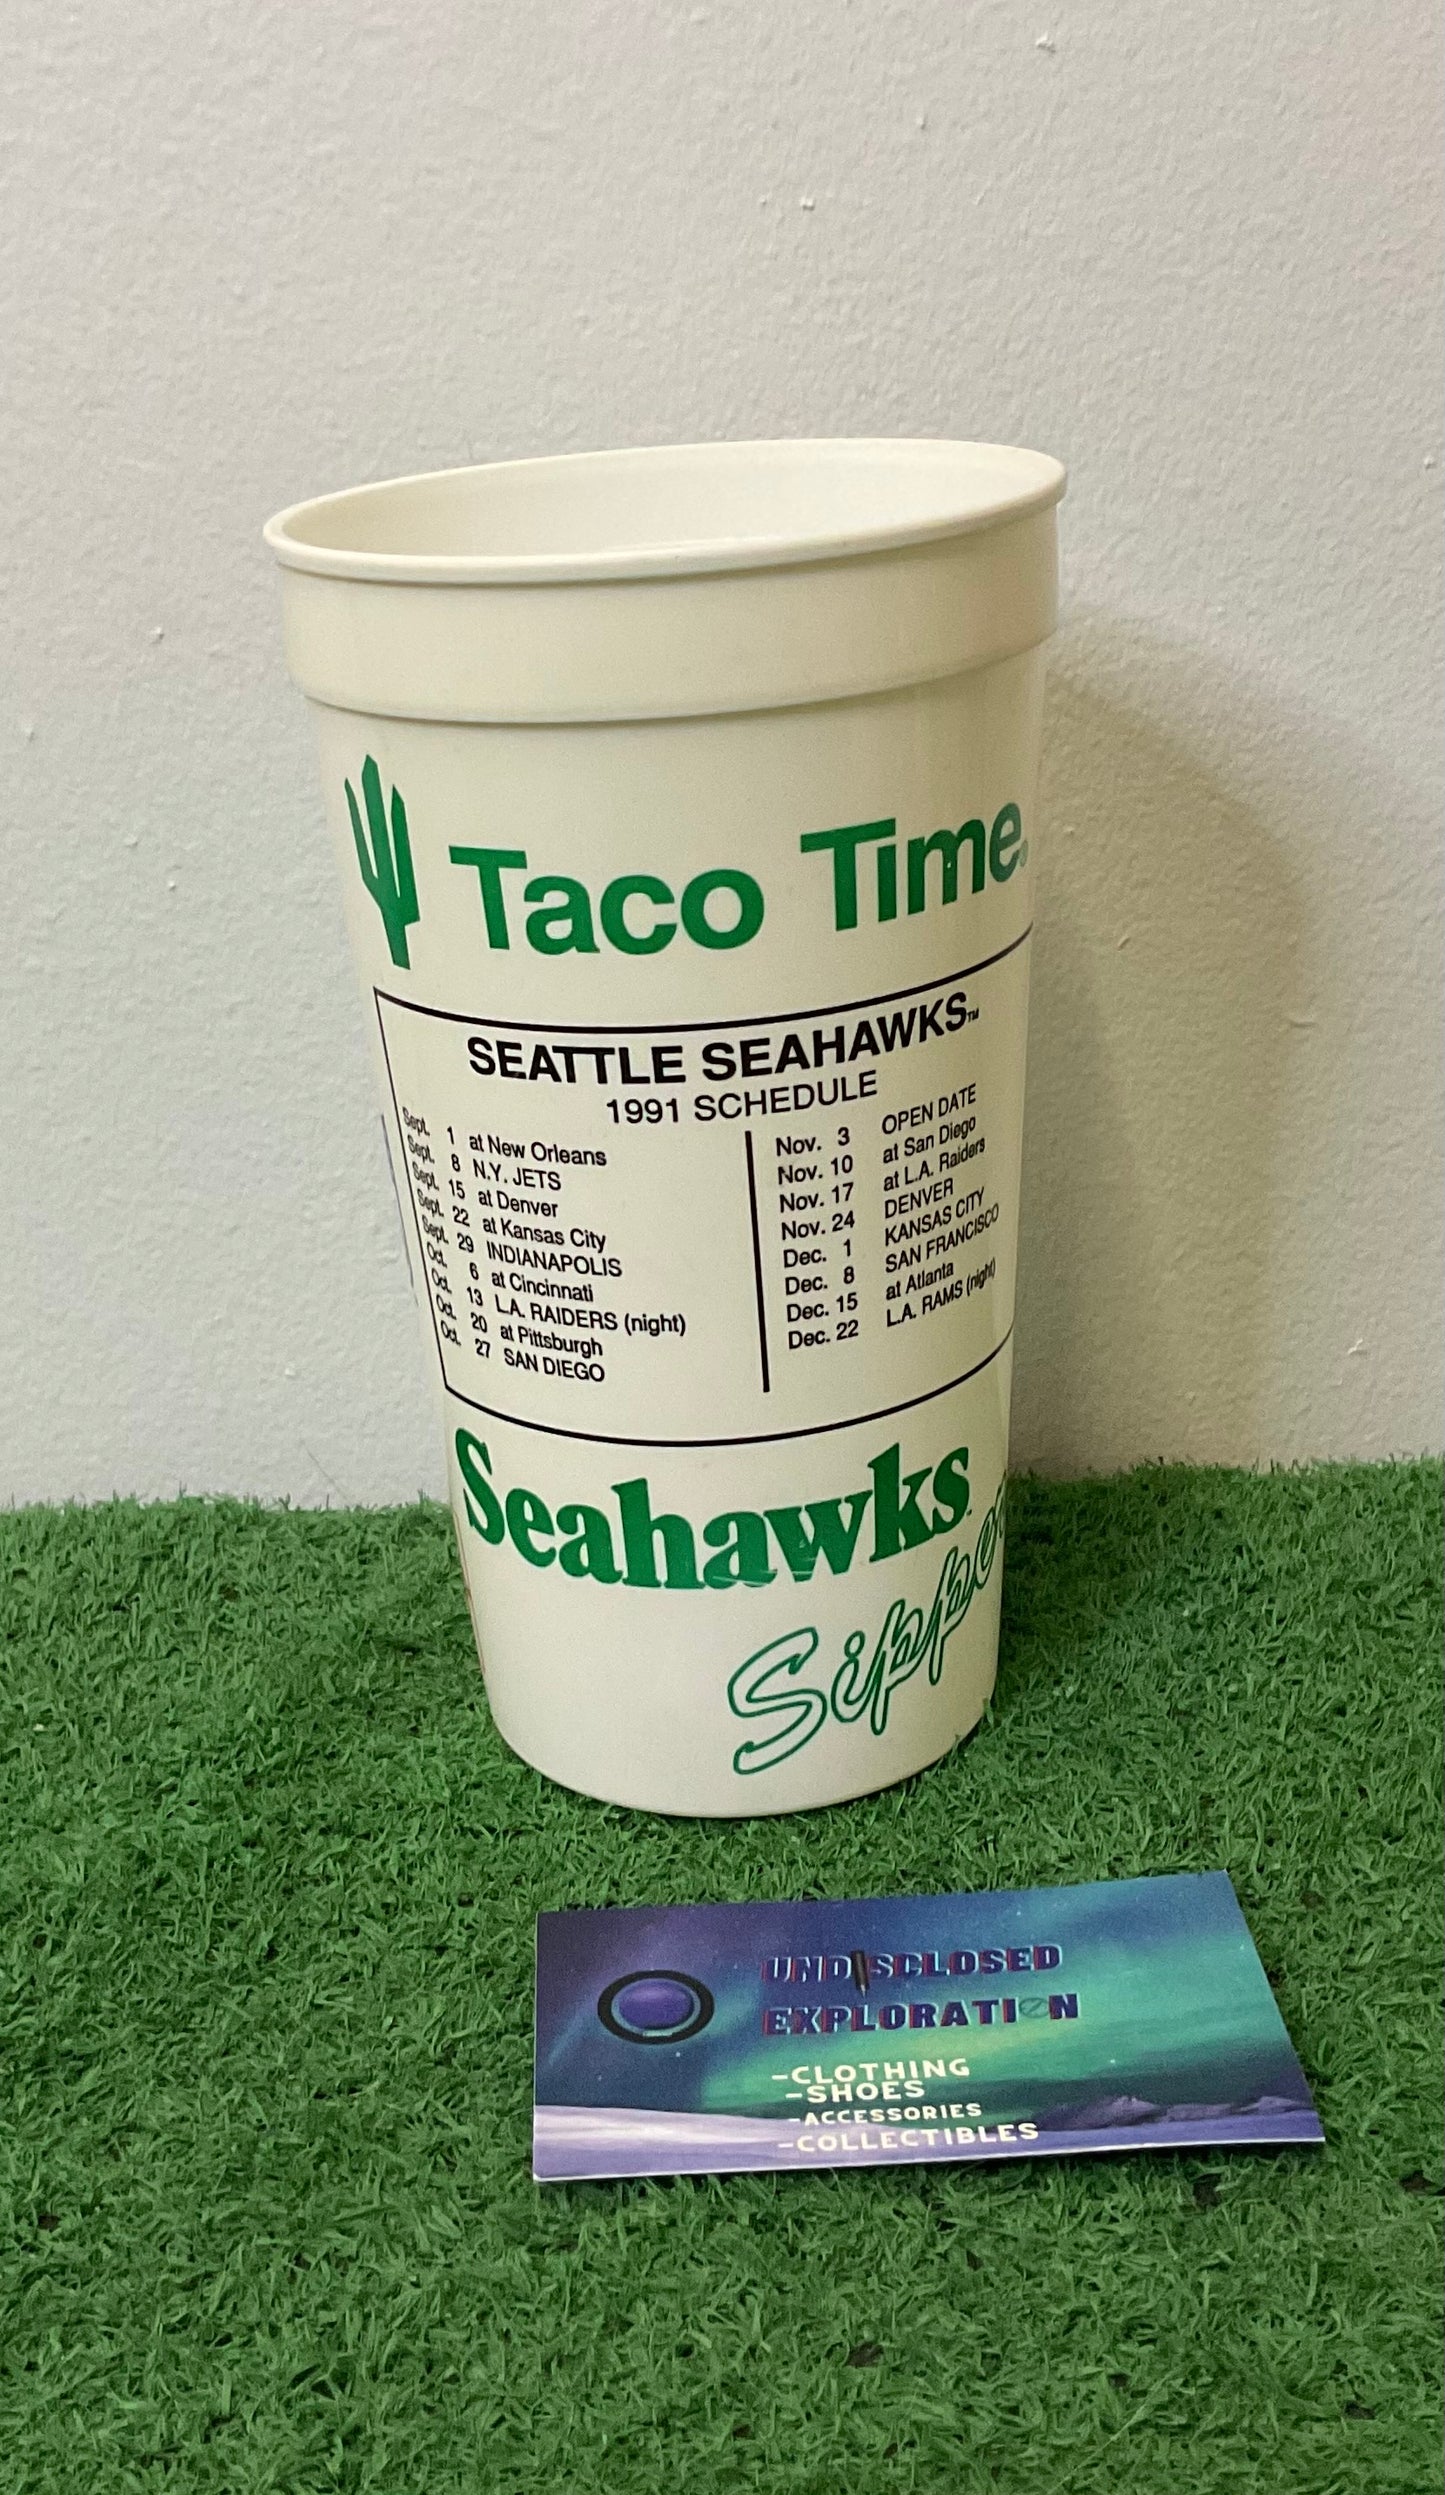 Taco Time®
SEATTLE SEAHAWKS™
1991 SCHEDULE
Sept. 1 at New Orleans
Sept. 8 N.Y. JETS
Sept. 15 at Denver
Sept. 22 at Kansas City
Sept. 29 INDIANAPOLIS
Oct. 6 at Cincinnati
Oct. 13 L.A. RAIDERS (night)
Oct. 20 at Pittsburgh
Oct. 27 SAN DIEGO
Nov. 3 OPEN DATE
Nov. 10 at San Diego
Nov. 17 at L.A. Raiders
Nov. 24 DENVER
Dec. 1 KANSAS CITY
Dec. 8 SAN FRANCISCO
Dec. 15 at Atlanta
Dec. 22 L.A. RAMS (night)
Seahawks
Sipper
UNDISCLOSED
EXPLORATION
-CLOTHING
-SHOES
-ACCESSORIES
-COLLECTIBLES